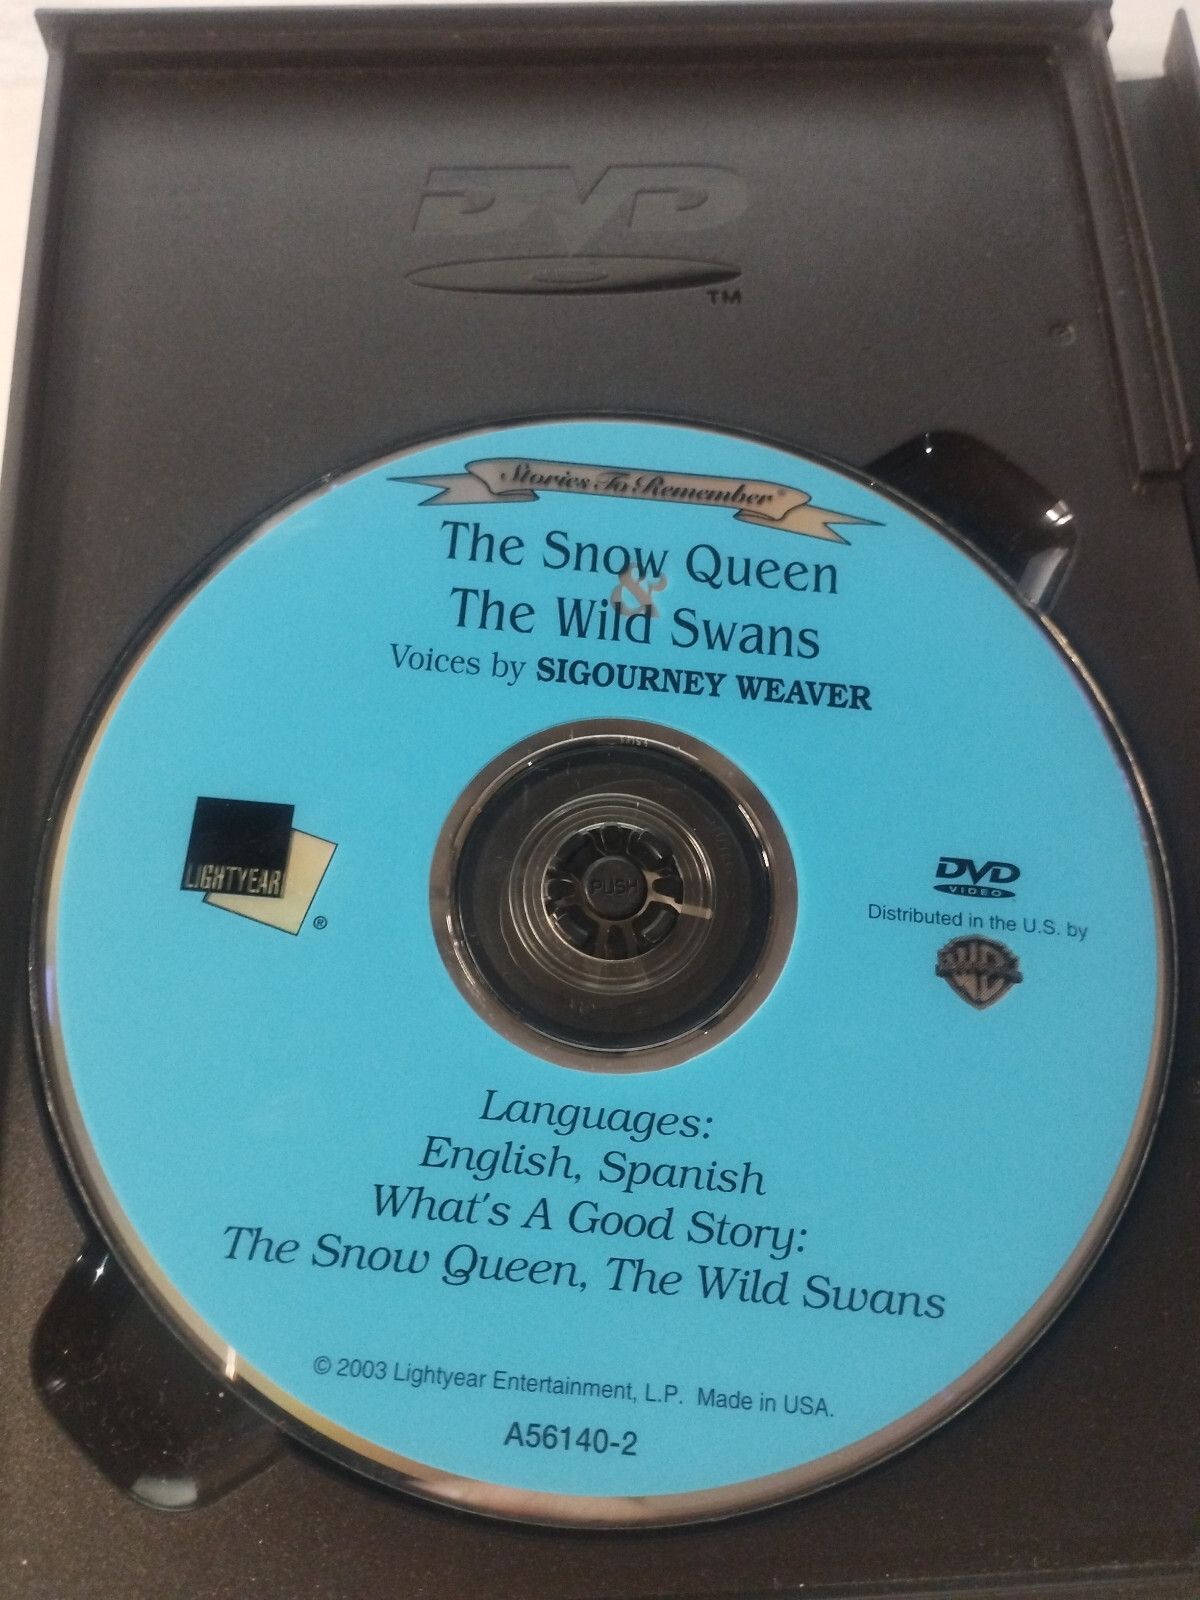 DVD
TM
Stories To Remember®
The Snow Queen
&
The Wild Swans
Voices by SIGOURNEY WEAVER
LIGHTYEAR
®
PUSH
DVD
VIDEO
Distributed in the U.S. by
WB
Languages:
English, Spanish
What's A Good Story:
The Snow Queen, The Wild Swans
© 2003 Lightyear Entertainment, L.P. Made in USA.
A56140-2